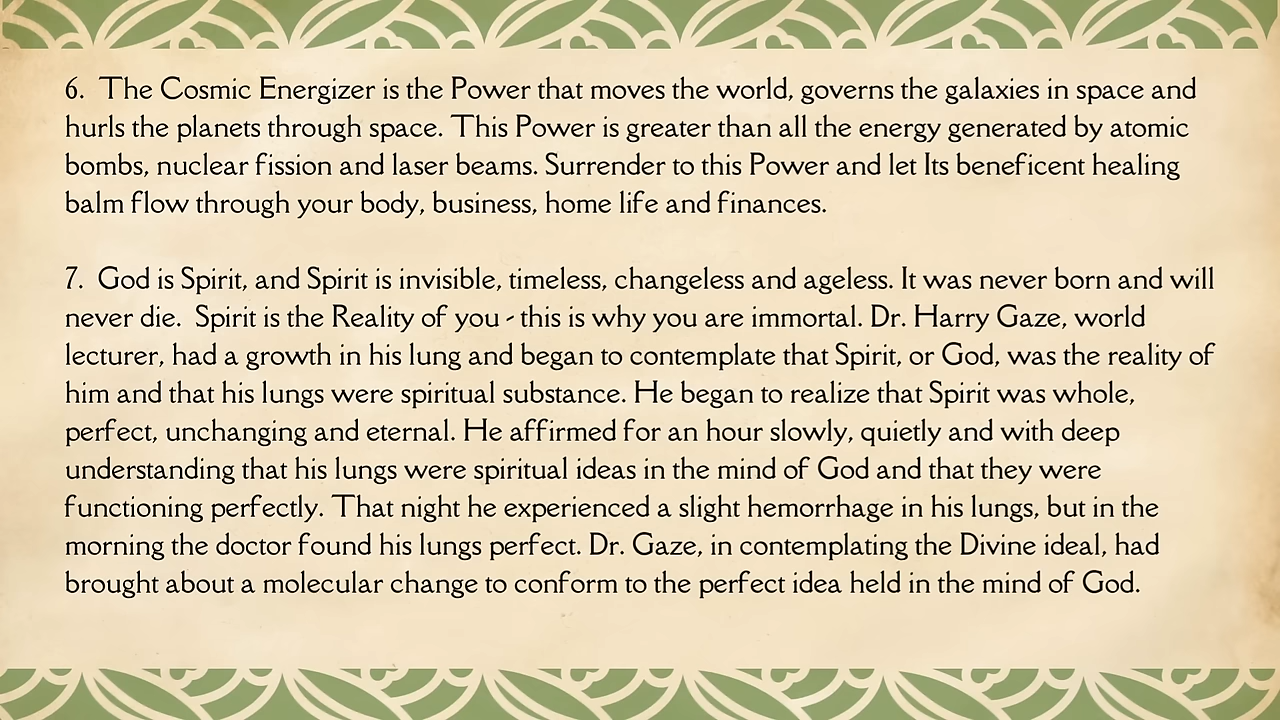 6.  The Cosmic Energizer is the Power that moves the world, governs the galaxies in space and
hurls the planets through space. This Power is greater than all the energy generated by atomic
bombs, nuclear fission and laser beams. Surrender to this Power and let Its beneficent healing
balm flow through your body, business, home life and finances.
7.  God is Spirit, and Spirit is invisible, timeless, changeless and ageless. It was never born and will
never die.  Spirit is the Reality of you - this is why you are immortal. Dr. Harry Gaze, world
lecturer, had a growth in his lung and began to contemplate that Spirit, or God, was the reality of
him and that his lungs were spiritual substance. He began to realize that Spirit was whole,
perfect, unchanging and eternal. He affirmed for an hour slowly, quietly and with deep
understanding that his lungs were spiritual ideas in the mind of God and that they were
functioning perfectly. That night he experienced a slight hemorrhage in his lungs, but in the
morning the doctor found his lungs perfect. Dr. Gaze, in contemplating the Divine ideal, had
brought about a molecular change to conform to the perfect idea held in the mind of God.